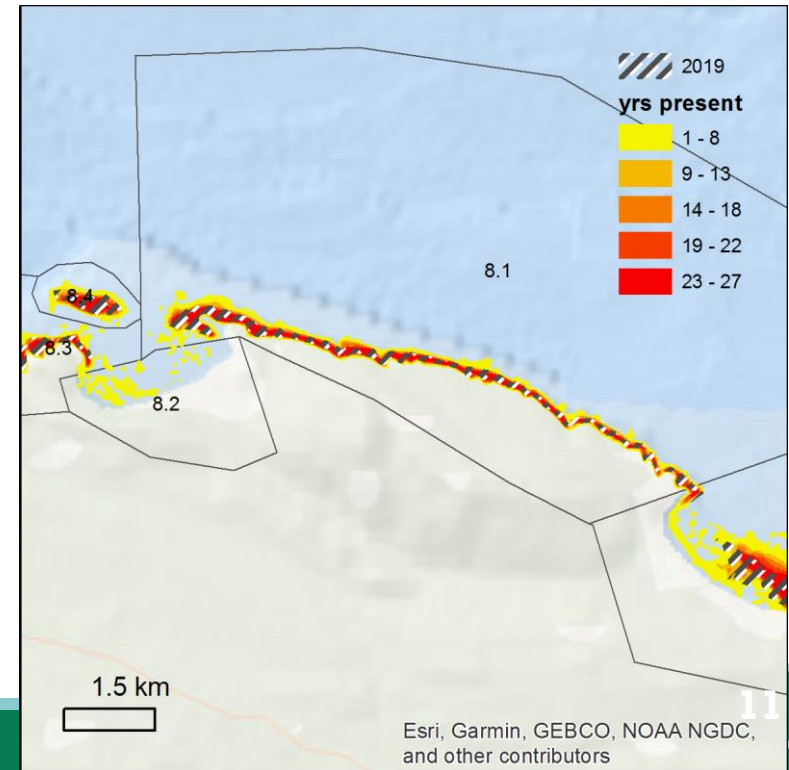 2019
yrs present
1 - 8
9 - 13
14 - 18
19 - 22
23 - 27
8.1
8.4
8.3
8.2
1.5 km
11
Esri, Garmin, GEBCO, NOAA NGDC,
and other contributors